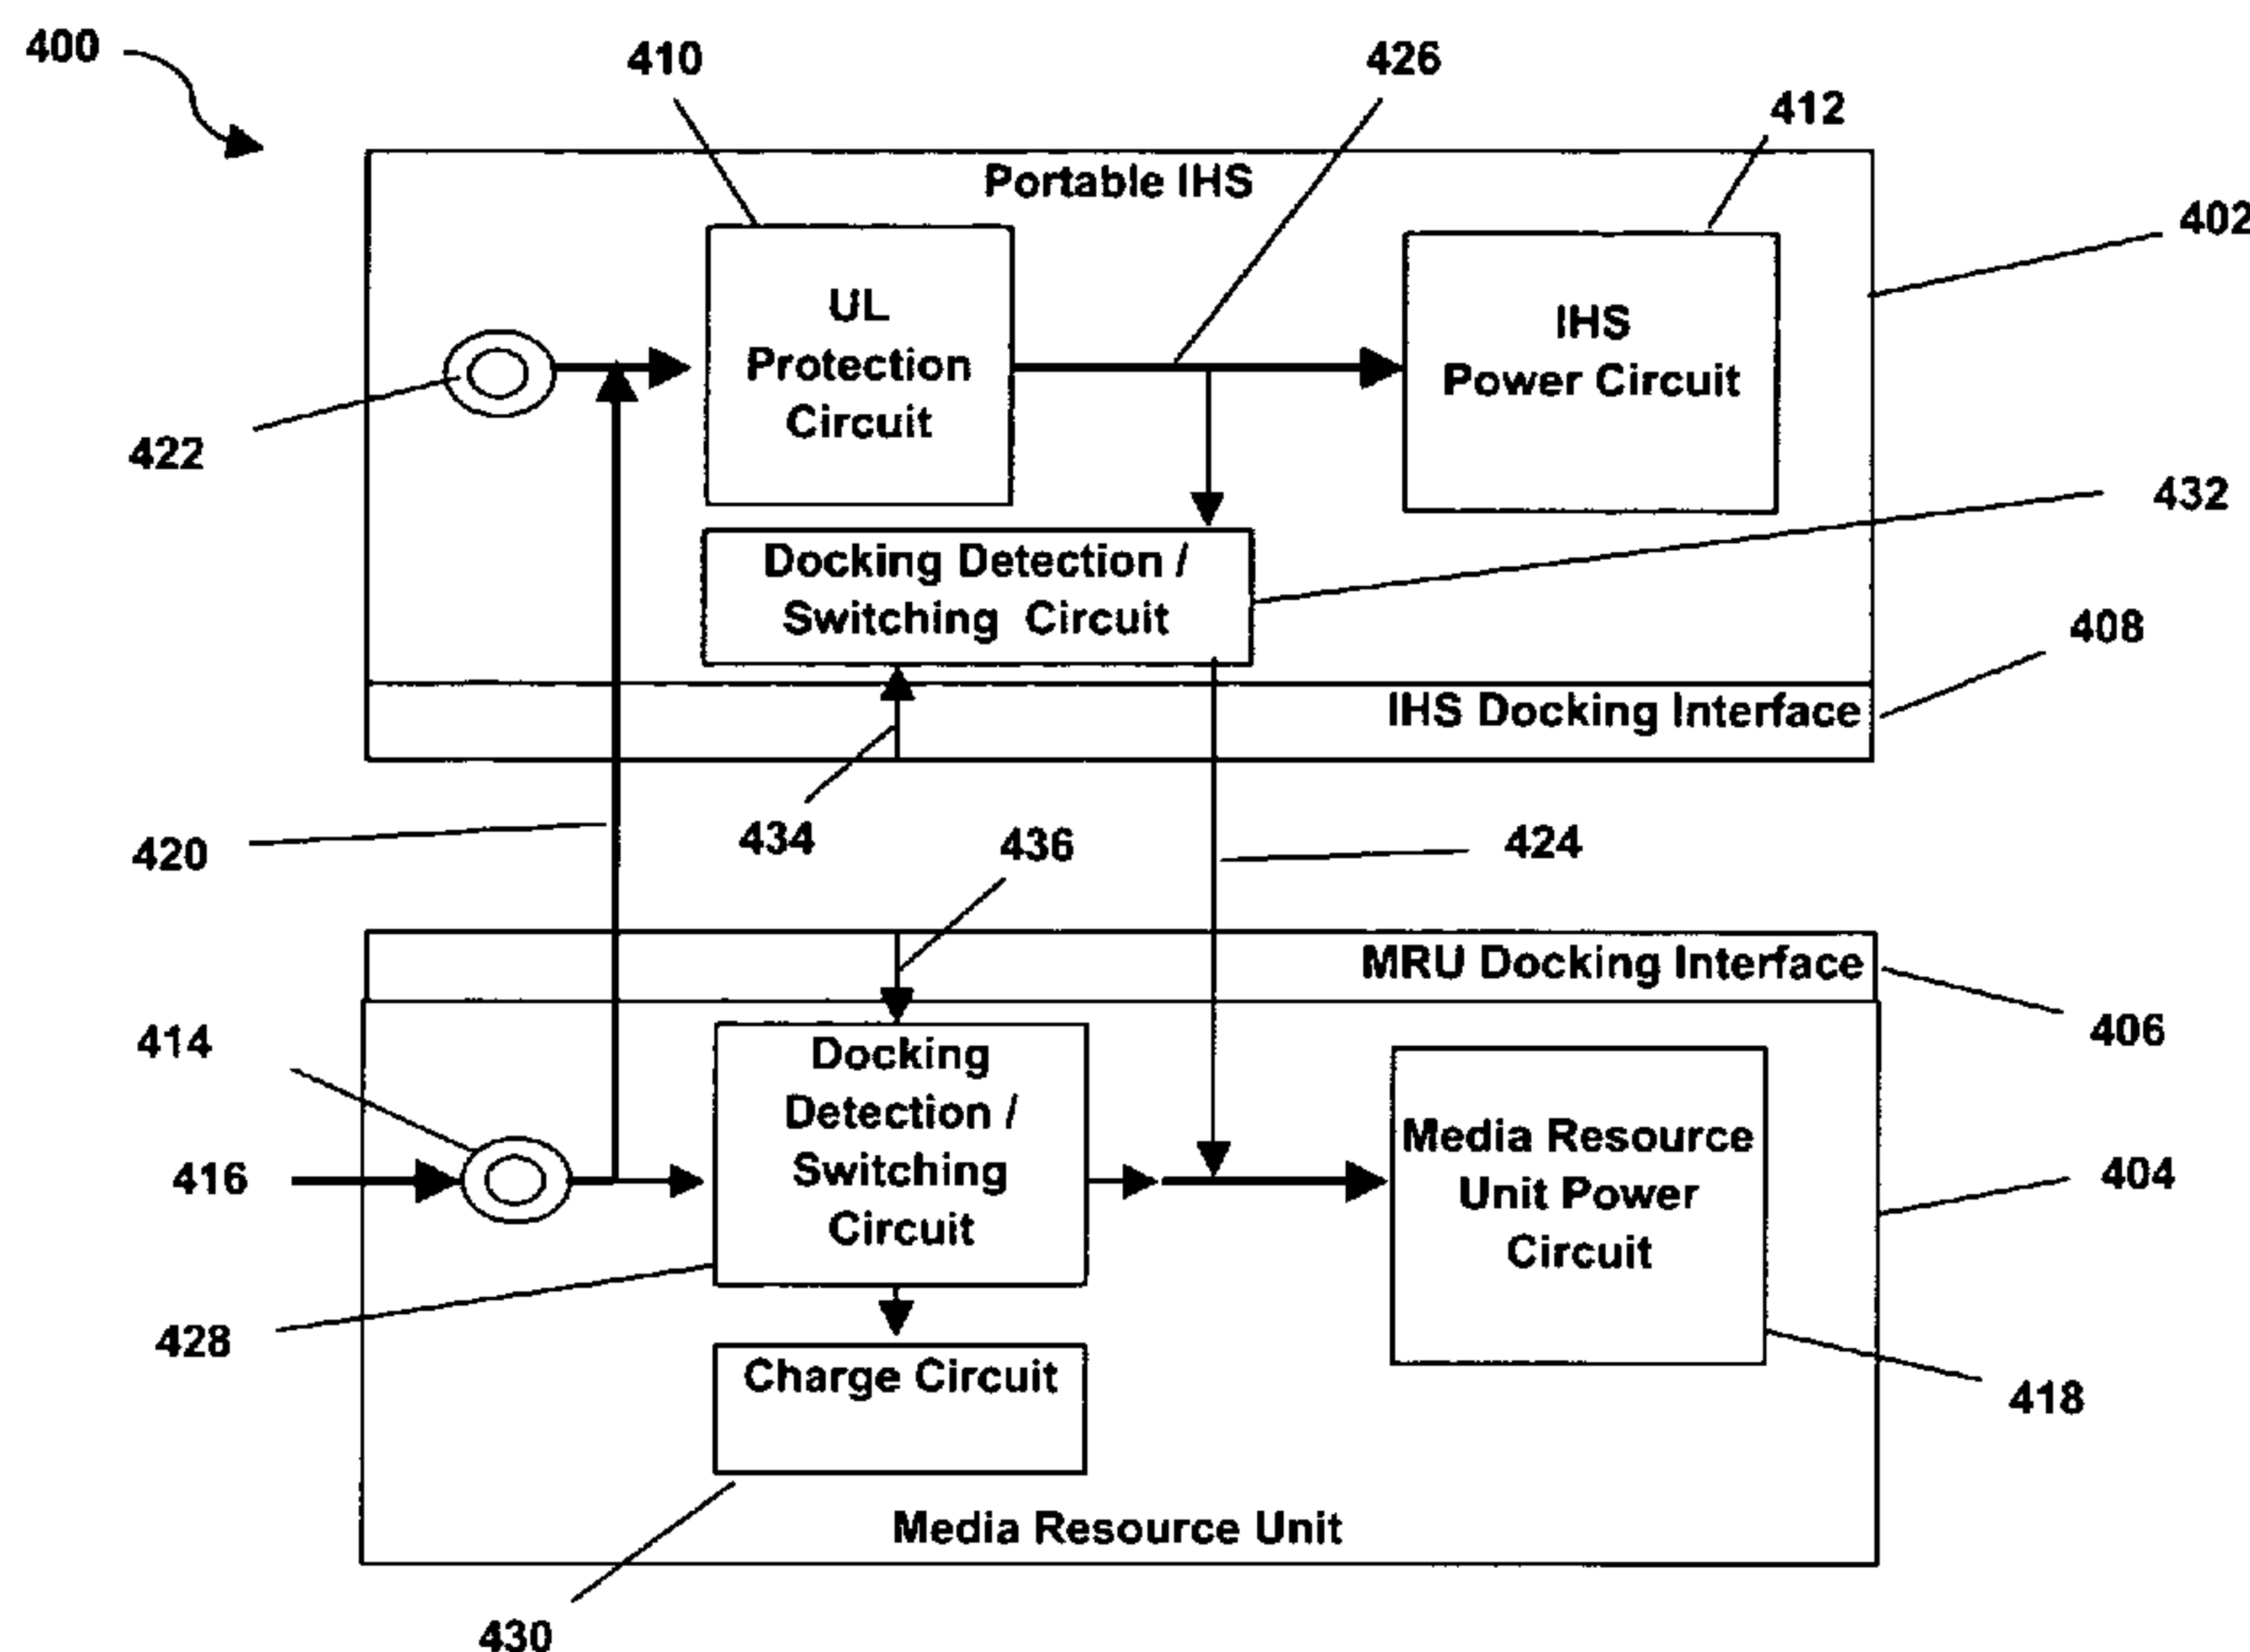 400
410
426
412
Portable IHS
402
UL
Protection
Circuit
IHS
Power Circuit
422
432
Docking Detection /
Switching Circuit
408
IHS Docking Interface
420
434
436
424
MRU Docking Interface
406
414
Docking
Detection /
Switching
Circuit
Media Resource
Unit Power
Circuit
416
404
428
Charge Circuit
418
Media Resource Unit
430